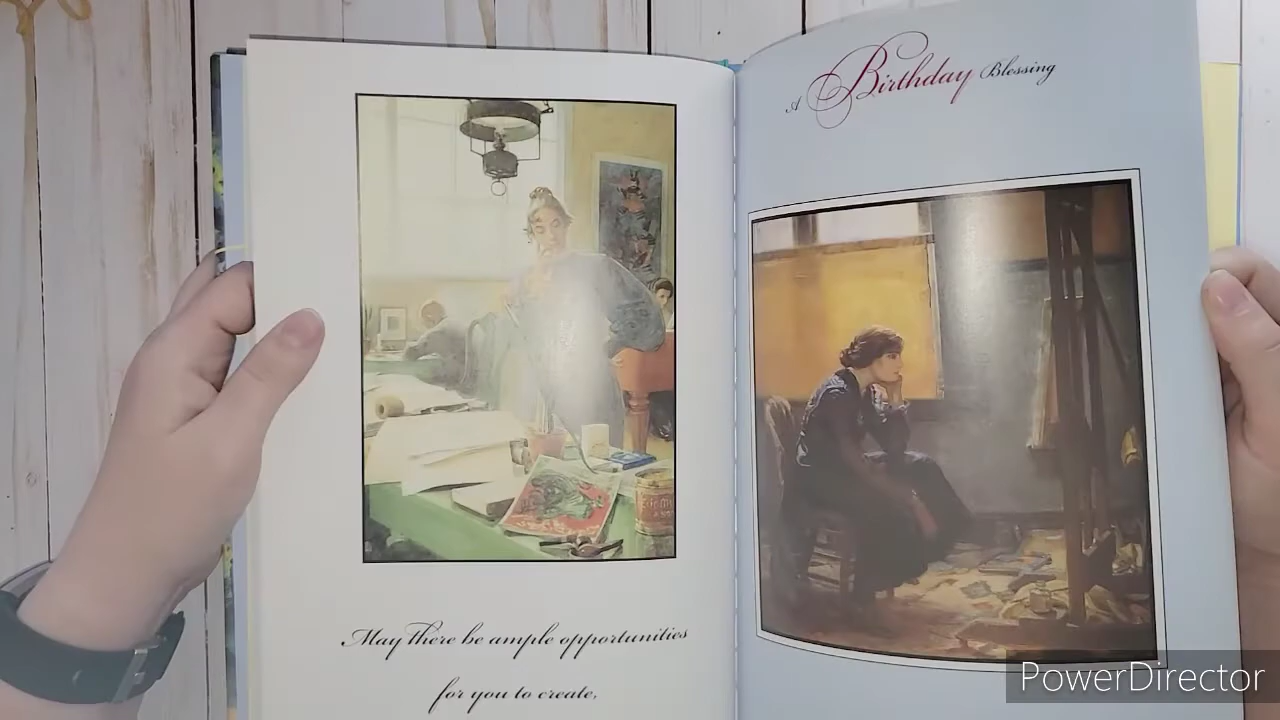 May there be ample opportunities
for you to create,
A Birthday Blessing
PowerDirector